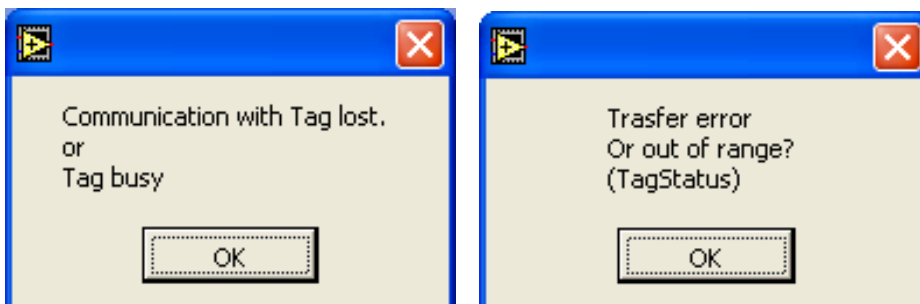 Communication with Tag lost.
or
Tag busy
OK
Trasfer error
Or out of range?
(TagStatus)
OK